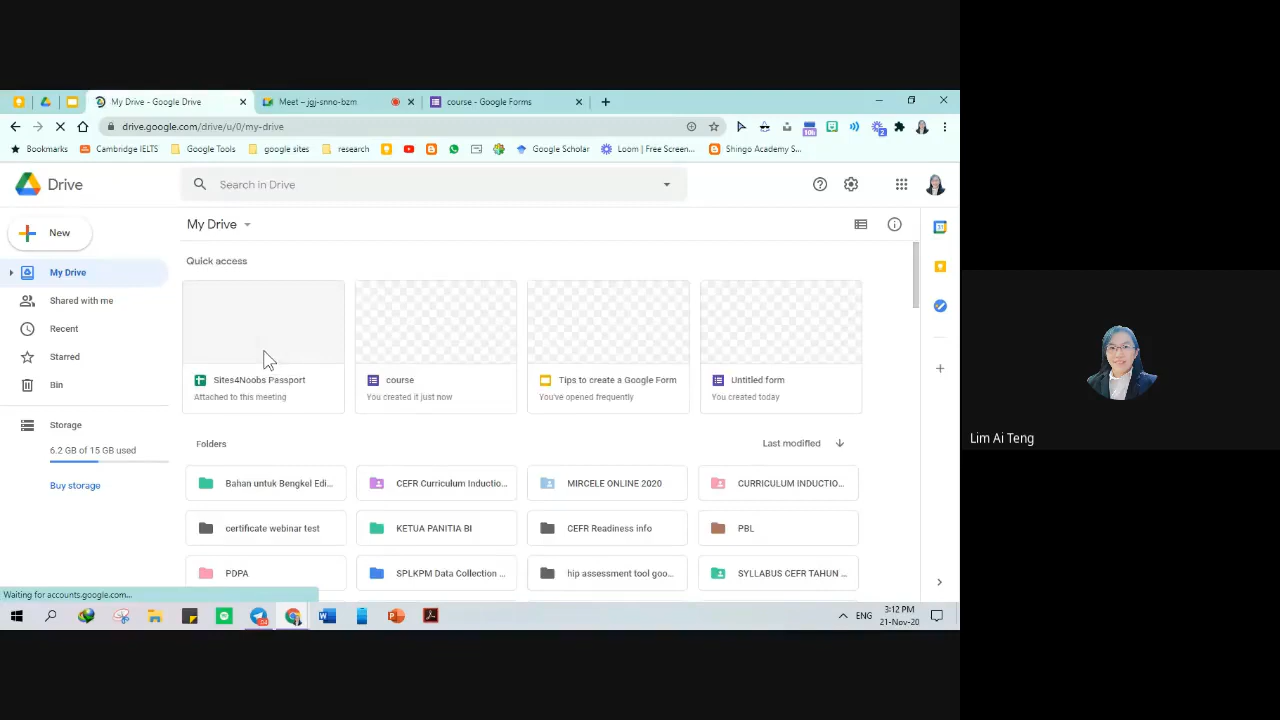 My Drive - Google Drive
Meet – jgj-snno-bzm
course - Google Forms
drive.google.com/drive/u/0/my-drive
Bookmarks
Cambridge IELTS
Google Tools
google sites
research
Google Scholar
Loom | Free Screen...
Shingo Academy S...
Drive
Search in Drive
New
My Drive
My Drive
Shared with me
Recent
Starred
Bin
Storage
6.2 GB of 15 GB used
Buy storage
Quick access
Sites4Noobs Passport
Attached to this meeting
course
You created it just now
Tips to create a Google Form
You've opened frequently
Untitled form
You created today
Folders
Last modified
Bahan untuk Bengkel Edi...
CEFR Curriculum Inductio...
MIRCELE ONLINE 2020
CURRICULUM INDUCTIO...
certificate webinar test
KETUA PANITIA BI
CEFR Readiness info
PBL
PDPA
SPLKPM Data Collection ...
hip assessment tool goo...
SYLLABUS CEFR TAHUN ...
Waiting for accounts.google.com...
ENG
3:12 PM
21-Nov-20
Lim Ai Teng